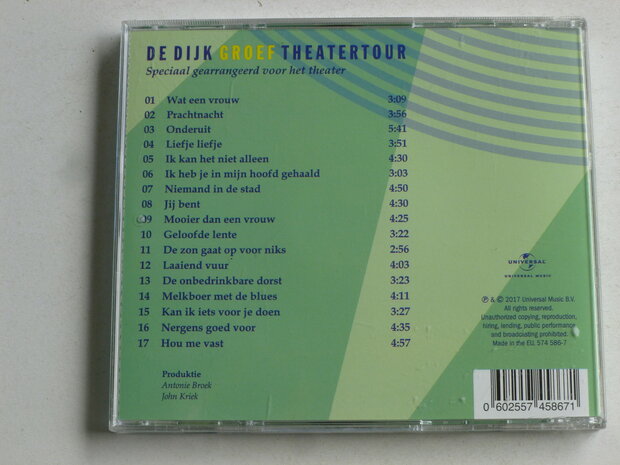 DE DIJK GROEF THEATERTOUR
Speciaal gearrangeerd voor het theater
01 Wat een vrouw 3:09
02 Prachtnacht 3:56
03 Onderuit 5:41
04 Liefje liefje 3:51
05 Ik kan het niet alleen 4:30
06 Ik heb je in mijn hoofd gehaald 3:03
07 Niemand in de stad 4:50
08 Jij bent 4:30
09 Mooier dan een vrouw 4:25
10 Geloofde lente 3:22
11 De zon gaat op voor niks 2:56
12 Laaiend vuur 4:03
13 De onbedrinkbare dorst 3:23
14 Melkboer met de blues 4:11
15 Kan ik iets voor je doen 3:27
16 Nergens goed voor 4:35
17 Hou me vast 4:57
Produktie
Antonie Broek
John Kriek
UNIVERSAL
UNIVERSAL MUSIC
℗ & © 2017 Universal Music B.V.
All rights reserved.
Unauthorized copying, reproduction,
hiring, lending, public performance
and broadcasting prohibited.
Made in the EU. 574 586-7
0 602557 458671